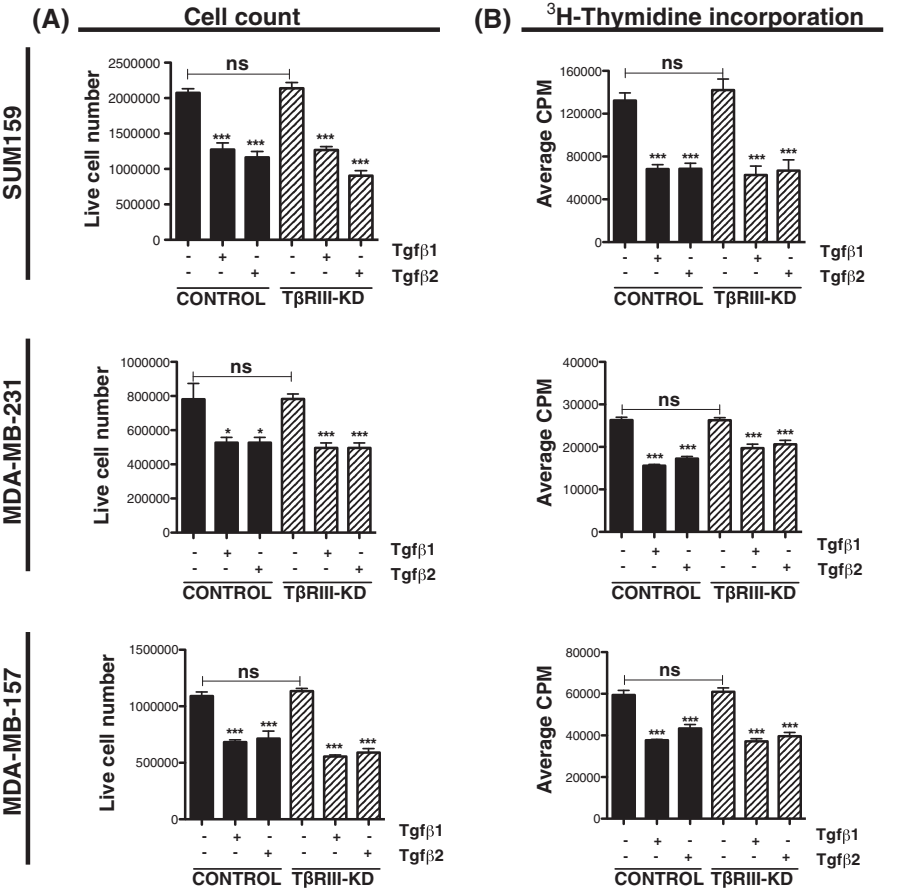 (A) Cell count
(B) ³H-Thymidine incorporation
SUM159
Live cell number
2500000
2000000
1500000
1000000
500000
0
ns
*** *** *** ***
- + - - + - Tgfβ1
- - + - - + Tgfβ2
CONTROL TβRIII-KD
Average CPM
160000
120000
80000
40000
0
ns
*** *** *** ***
- + - - + - Tgfβ1
- - + - - + Tgfβ2
CONTROL TβRIII-KD
MDA-MB-231
Live cell number
1000000
800000
600000
400000
200000
0
ns
* * *** ***
- + - - + - Tgfβ1
- - + - - + Tgfβ2
CONTROL TβRIII-KD
Average CPM
40000
30000
20000
10000
0
ns
*** *** *** ***
- + - - + - Tgfβ1
- - + - - + Tgfβ2
CONTROL TβRIII-KD
MDA-MB-157
Live cell number
1500000
1000000
500000
0
ns
*** *** *** ***
- + - - + - Tgfβ1
- - + - - + Tgfβ2
CONTROL TβRIII-KD
Average CPM
80000
60000
40000
20000
0
ns
*** *** *** ***
- + - - + - Tgfβ1
- - + - - + Tgfβ2
CONTROL TβRIII-KD